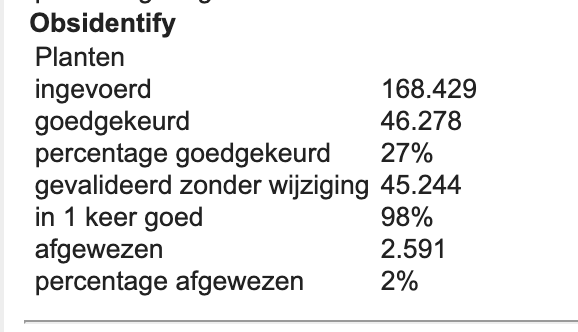 Obsidentify
Planten
ingevoerd 168.429
goedgekeurd 46.278
percentage goedgekeurd 27%
gevalideerd zonder wijziging 45.244
in 1 keer goed 98%
afgewezen 2.591
percentage afgewezen 2%